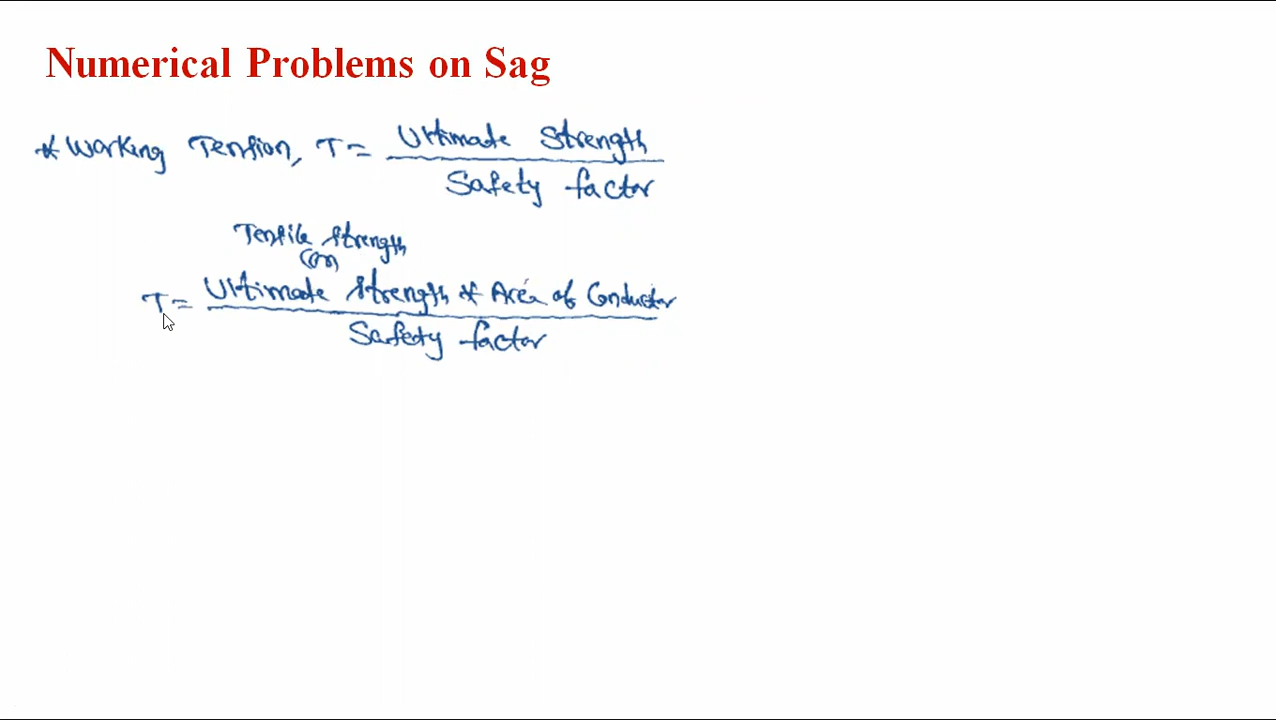 Numerical Problems on Sag
* Working Tension, T = Ultimate Strength
Safety factor
Tensile Strength
(or)
T = Ultimate Strength * Area of Conductor
Safety factor